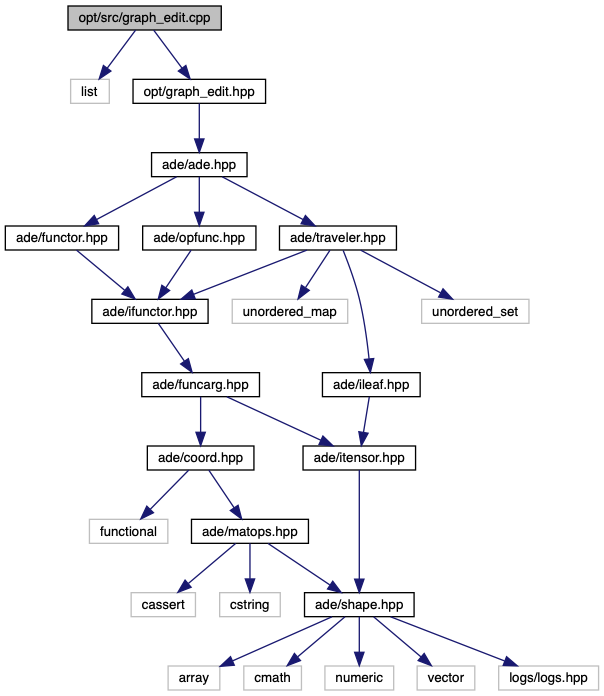 opt/src/graph_edit.cpp
list
opt/graph_edit.hpp
ade/ade.hpp
ade/functor.hpp
ade/opfunc.hpp
ade/traveler.hpp
ade/ifunctor.hpp
unordered_map
unordered_set
ade/funcarg.hpp
ade/ileaf.hpp
ade/coord.hpp
ade/itensor.hpp
functional
ade/matops.hpp
cassert
cstring
ade/shape.hpp
array
cmath
numeric
vector
logs/logs.hpp